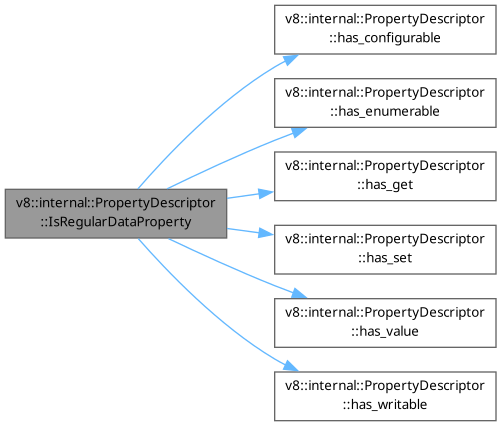 v8::internal::PropertyDescriptor
::has_configurable
v8::internal::PropertyDescriptor
::has_enumerable
v8::internal::PropertyDescriptor
::has_get
v8::internal::PropertyDescriptor
::IsRegularDataProperty
v8::internal::PropertyDescriptor
::has_set
v8::internal::PropertyDescriptor
::has_value
v8::internal::PropertyDescriptor
::has_writable